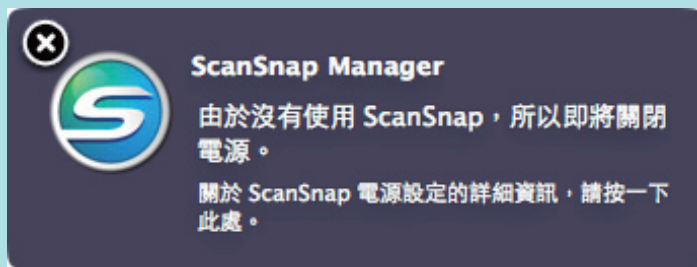 ScanSnap Manager
由於沒有使用 ScanSnap，所以即將關閉
電源。
關於 ScanSnap 電源設定的詳細資訊，請按一下
此處。